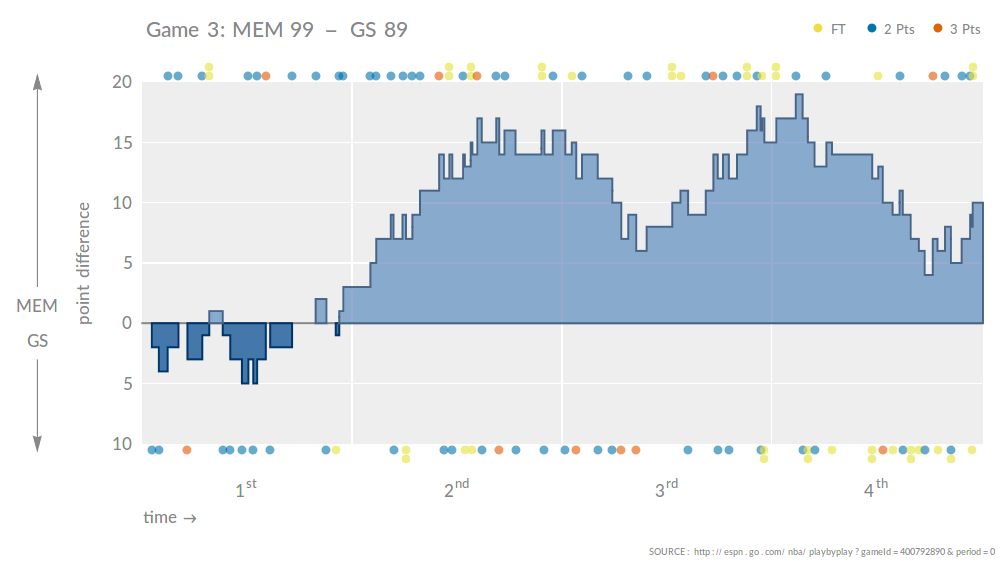 Game 3: MEM 99 – GS 89
FT
2 Pts
3 Pts
20
15
10
5
0
5
10
point difference
MEM
GS
1st
2nd
3rd
4th
time →
SOURCE: http://espn.go.com/nba/playbyplay?gameId=400792890&period=0